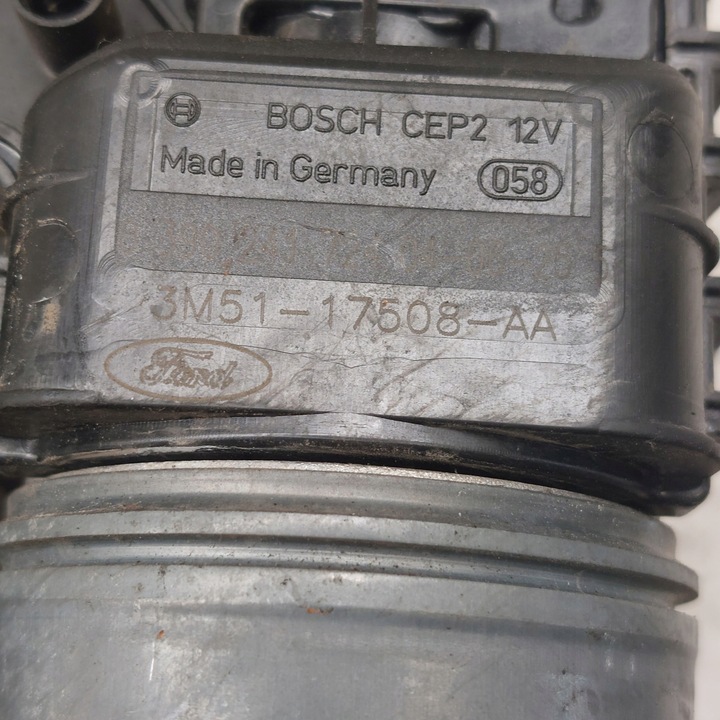 BOSCH CEP2 12V
Made in Germany 058
3M51-17508-AA
Ford